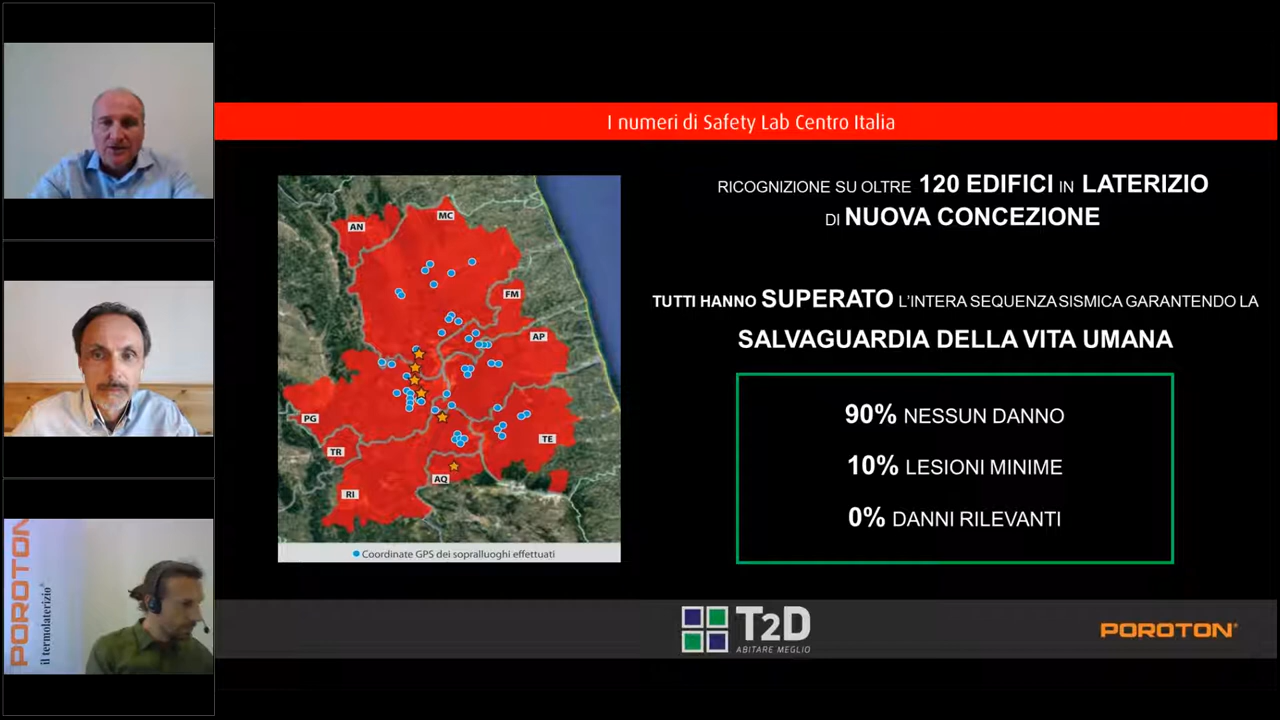 I numeri di Safety Lab Centro Italia
AN
MC
FM
AP
PG
TR
TE
AQ
RI
Coordinate GPS dei sopralluoghi effettuati
RICOGNIZIONE SU OLTRE 120 EDIFICI IN LATERIZIO
DI NUOVA CONCEZIONE
TUTTI HANNO SUPERATO L'INTERA SEQUENZA SISMICA GARANTENDO LA
SALVAGUARDIA DELLA VITA UMANA
90% NESSUN DANNO
10% LESIONI MINIME
0% DANNI RILEVANTI
POROTON
il termolaterizio®
T2D
ABITARE MEGLIO
POROTON®